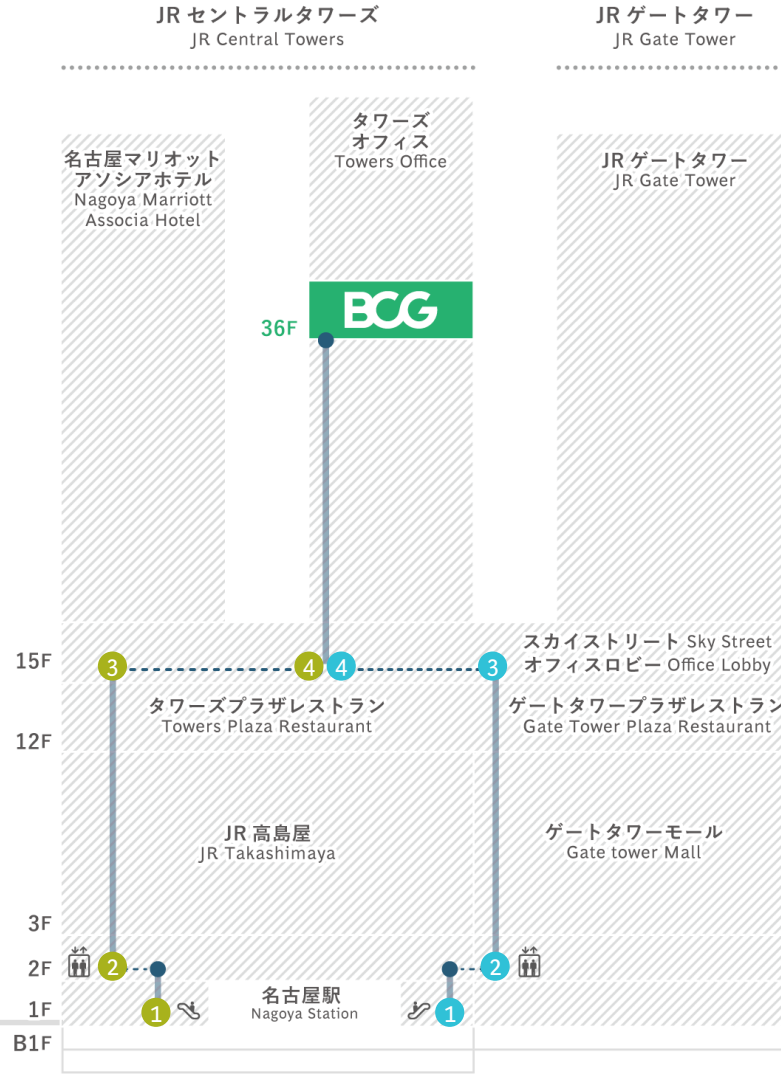 JR セントラルタワーズ
JR Central Towers
JR ゲートタワー
JR Gate Tower
タワーズ
オフィス
Towers Office
名古屋マリオット
アソシアホテル
Nagoya Marriott
Associa Hotel
JR ゲートタワー
JR Gate Tower
BCG
36F
スカイストリート Sky Street
オフィスロビー Office Lobby
15F
3
4
4
3
タワーズプラザレストラン
Towers Plaza Restaurant
ゲートタワープラザレストラン
Gate Tower Plaza Restaurant
12F
JR 高島屋
JR Takashimaya
ゲートタワーモール
Gate tower Mall
3F
2F
2
2
名古屋駅
Nagoya Station
1F
1
1
B1F